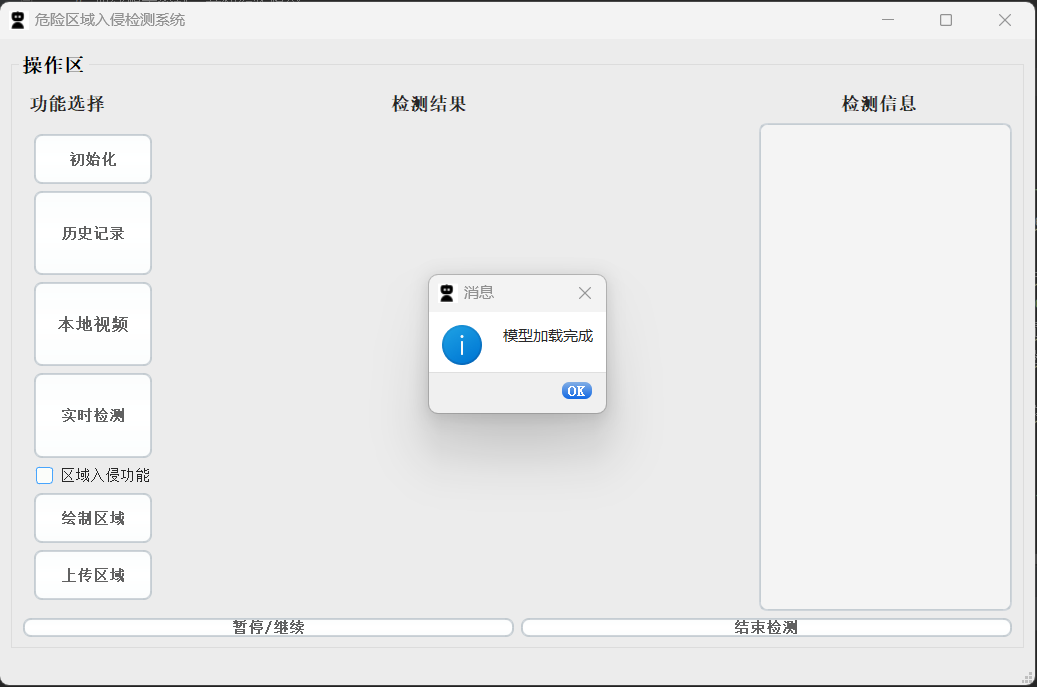 危险区域入侵检测系统
操作区
功能选择
检测结果
检测信息
初始化
历史记录
本地视频
实时检测
区域入侵功能
绘制区域
上传区域
消息
模型加载完成
OK
暂停/继续
结束检测